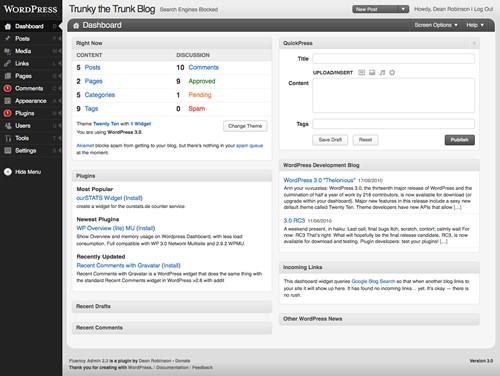 WORDPRESS
Trunky the Trunk Blog
Search Engines Blocked
New Post
Howdy, Dean Robinson | Log Out
Dashboard D
Posts P
Media M
Links L
Pages G
Comments C
Appearance A
Plugins
Users U
Tools T
Settings S
Hide Menu
Dashboard
Screen Options
Help
Right Now
CONTENT
DISCUSSION
5 Posts
10 Comments
2 Pages
9 Approved
5 Categories
1 Pending
9 Tags
0 Spam
Theme Twenty Ten with 1 Widget
Change Theme
You are using WordPress 3.0.
Akismet blocks spam from getting to your blog, but there's nothing in your spam queue
at the moment.
Plugins
Most Popular
ourSTATS Widget (Install)
create a widget for the ourstats.de counter service
Newest Plugins
WP Overview (lite) MU (Install)
Show Overview and memory usage on Wordpress Dashboard, with less load
consumption. Full compatible with WP 3.0 Network Multisite and 2.9.2 WPMU.
Recently Updated
Recent Comments with Gravatar (Install)
Recent Comments with Gravatar is a WordPress widget that does the same thing with
the standard Recent Comments widget in WordPress v2.8 with addit
Recent Drafts
Recent Comments
QuickPress
Title
UPLOAD/INSERT
Content
Tags
Save Draft
Reset
Publish
WordPress Development Blog
WordPress 3.0 "Thelonious" 17/06/2010
Arm your vuvuzelas: WordPress 3.0, the thirteenth major release of WordPress and the
culmination of half a year of work by 218 contributors, is now available for download (or
upgrade within your dashboard). Major new features in this release include a sexy new
default theme called Twenty Ten. Theme developers have new APIs that allow [...]
3.0 RC3 11/06/2010
A weekend present, in haiku: Last call; final bugs Itch, scratch, contort; calmly wait For
now: RC3 That's right. What will hopefully be the final release candidate, RC3, is now
available for download and testing. Plugin developers: test your plugins! [...]
Incoming Links
This dashboard widget queries Google Blog Search so that when another blog links to
your site it will show up here. It has found no incoming links... yet. It's okay — there is
no rush.
Other WordPress News
Fluency Admin 2.3 is a plugin by Dean Robinson • Donate
Thank you for creating with WordPress. / Documentation / Feedback
Version 3.0